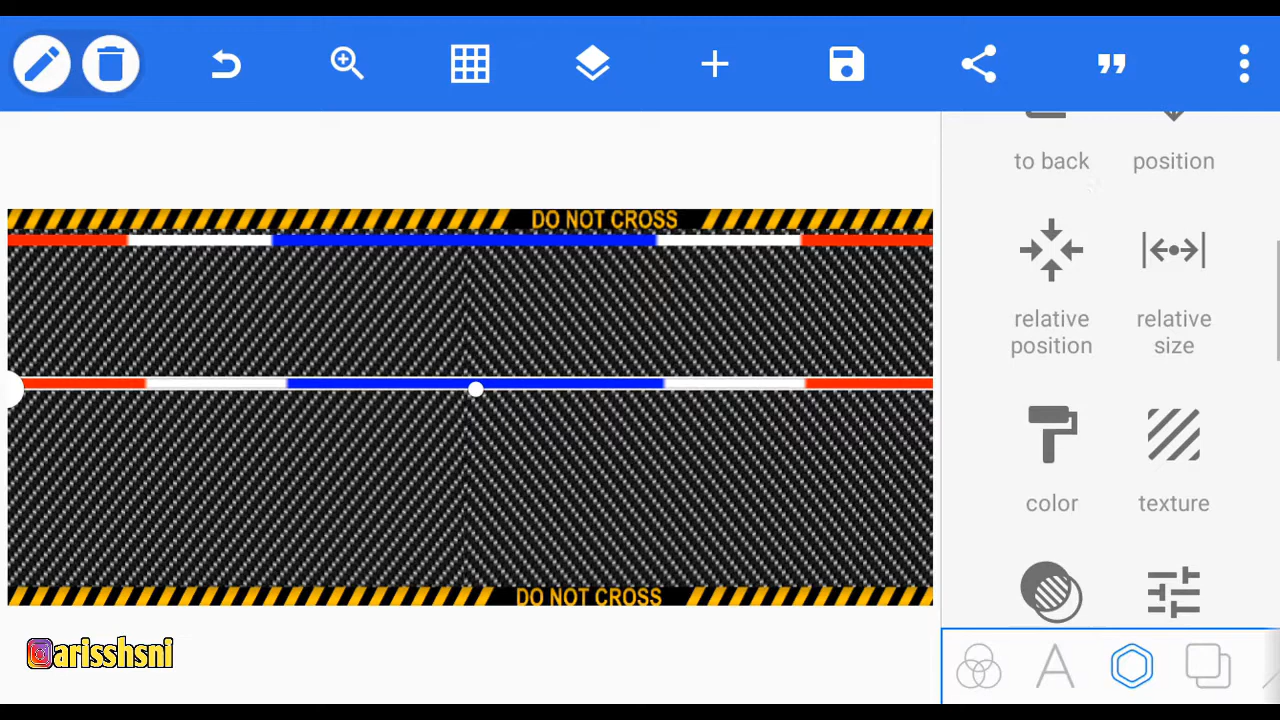 to back
position
DO NOT CROSS
relative
position
relative
size
color
texture
DO NOT CROSS
arisshsni